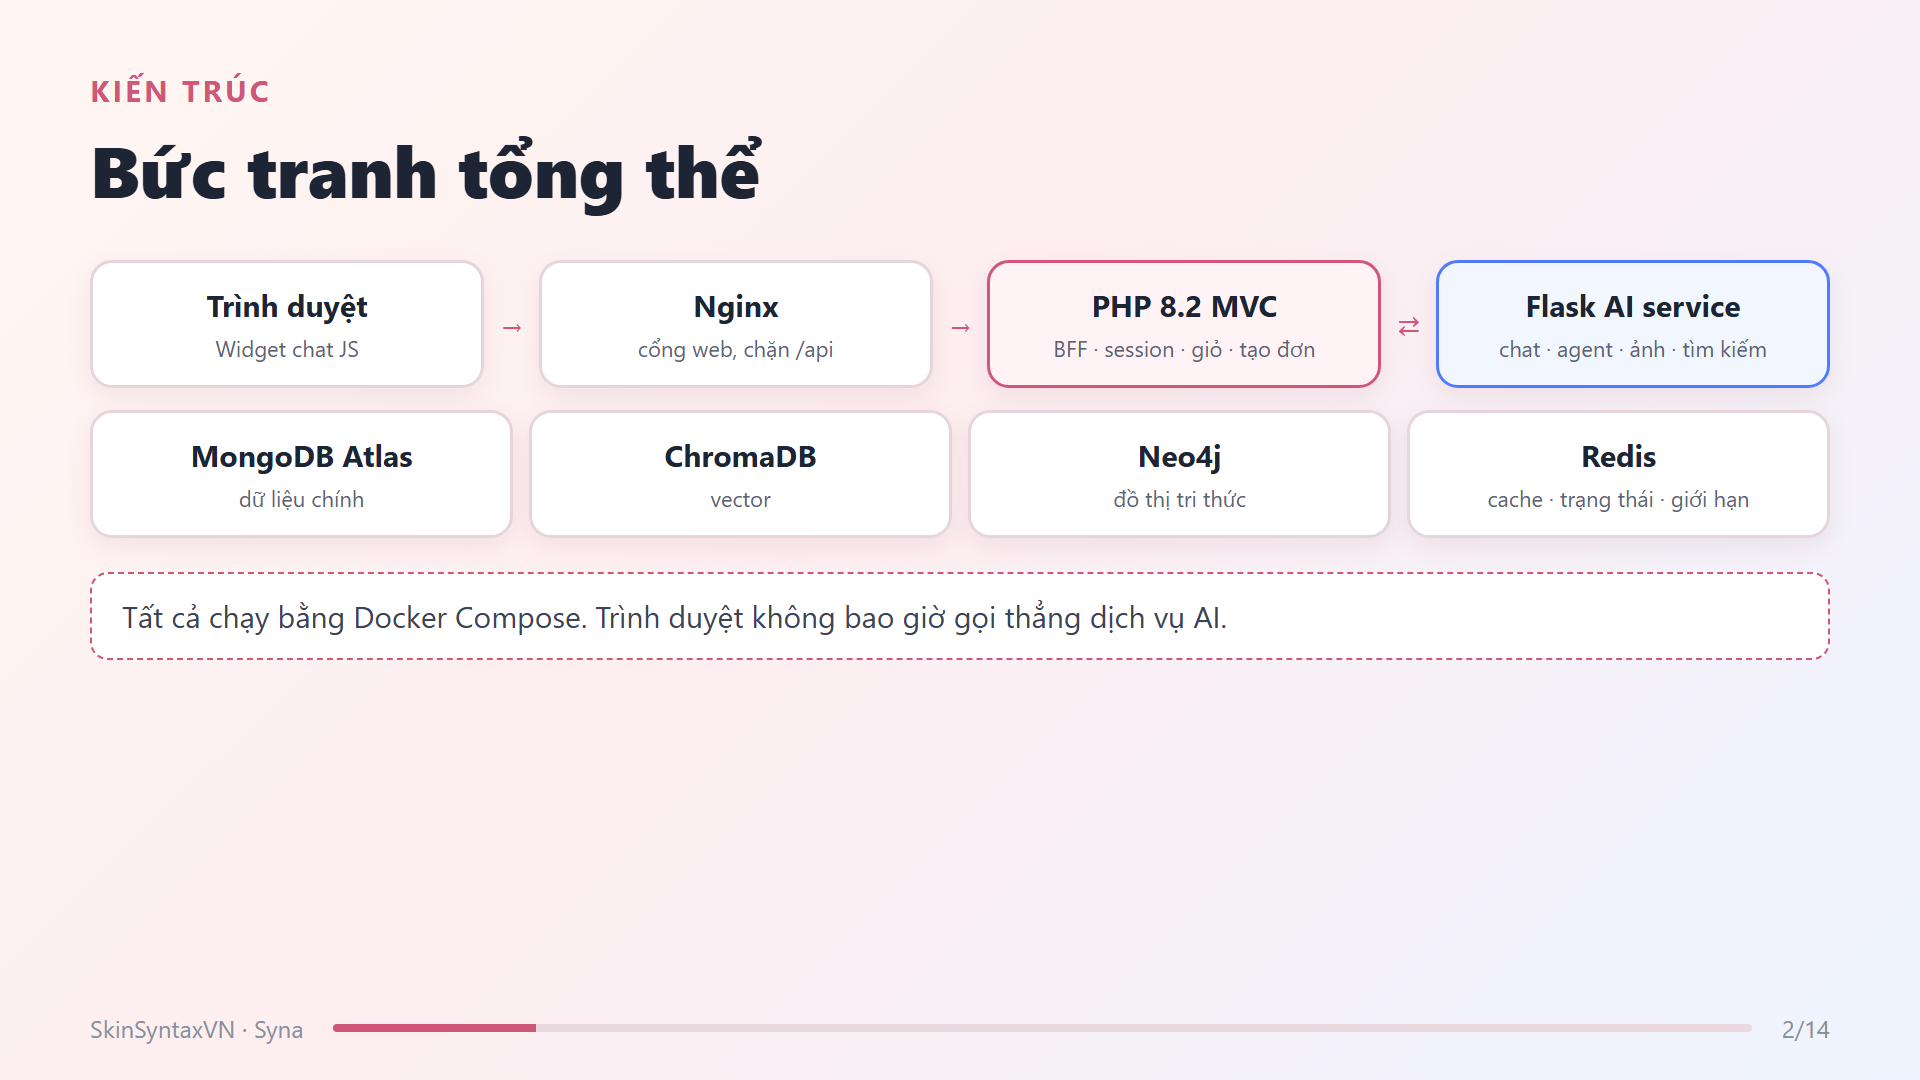 KIẾN TRÚC
Bức tranh tổng thể
Trình duyệt
Widget chat JS
→
Nginx
cổng web, chặn /api
→
PHP 8.2 MVC
BFF · session · giỏ · tạo đơn
⇄
Flask AI service
chat · agent · ảnh · tìm kiếm
MongoDB Atlas
dữ liệu chính
ChromaDB
vector
Neo4j
đồ thị tri thức
Redis
cache · trạng thái · giới hạn
Tất cả chạy bằng Docker Compose. Trình duyệt không bao giờ gọi thẳng dịch vụ AI.
SkinSyntaxVN · Syna
2/14